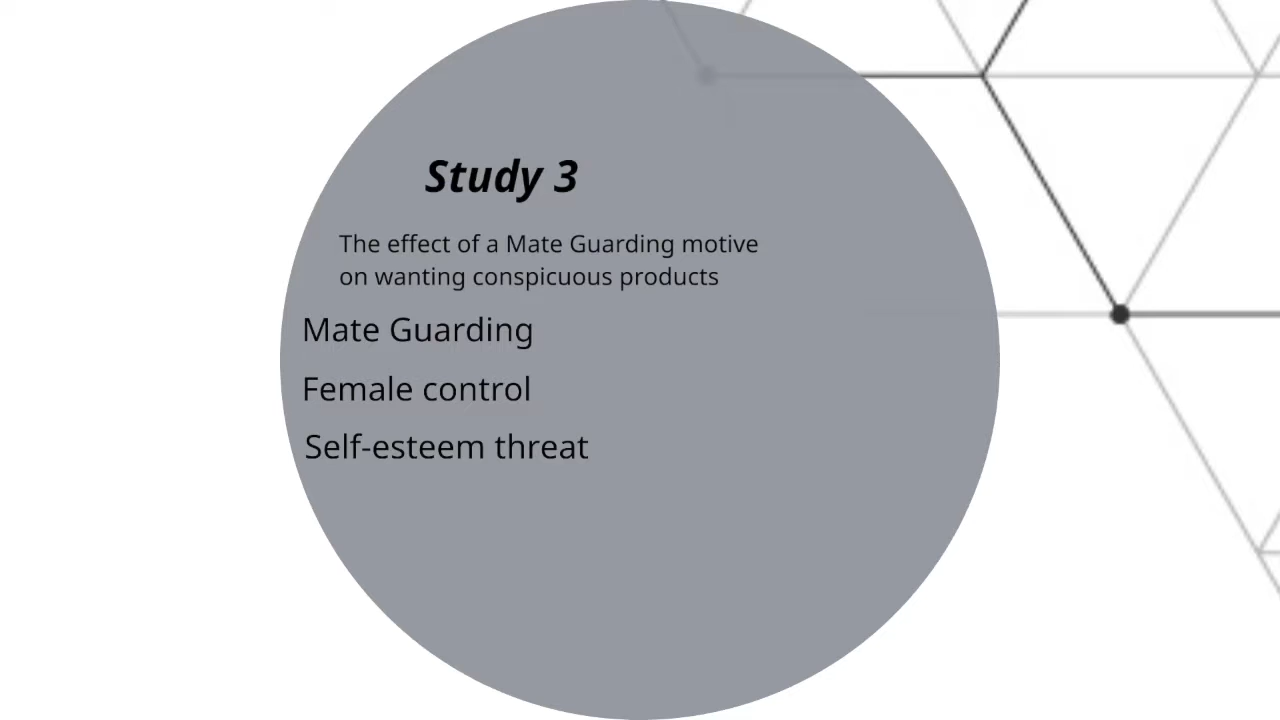 Study 3
The effect of a Mate Guarding motive
on wanting conspicuous products
Mate Guarding
Female control
Self-esteem threat